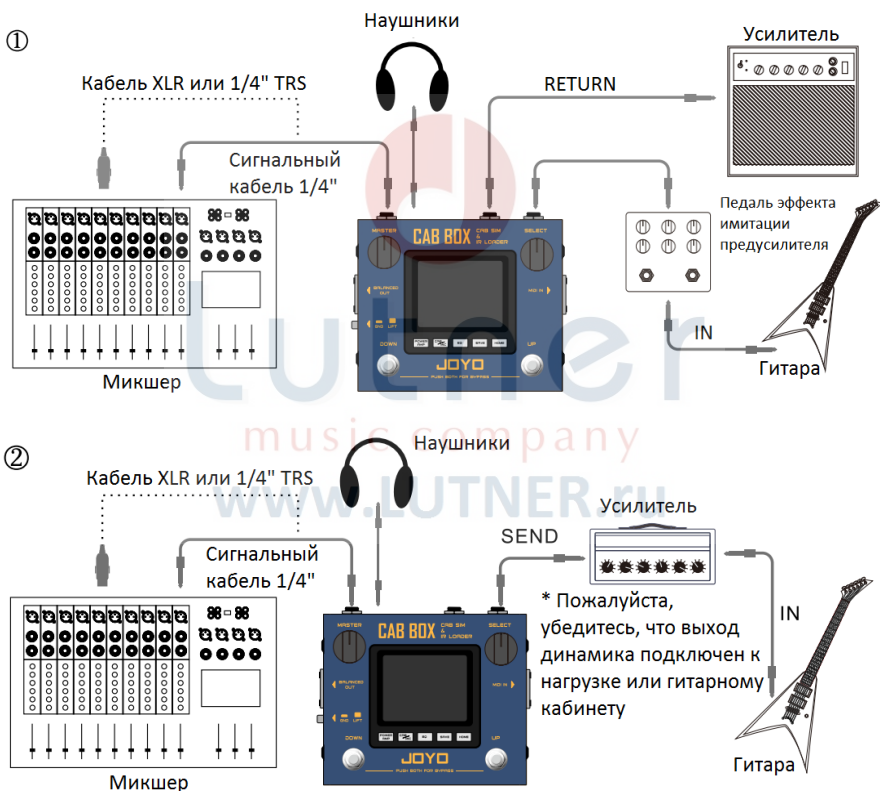 ①
Наушники
Усилитель
Кабель XLR или 1/4" TRS
RETURN
Сигнальный
кабель 1/4"
Педаль эффекта
имитации
предусилителя
MASTER
CAB BOX
CAB SIM
&
IR LOADER
SELECT
BALANCED
OUT
MIDI IN
GND LIFT
DOWN
UP
JOYO
PUSH BOTH FOR BYPASS
IN
Гитара
Микшер
Lutner
music company
www.LUTNER.ru
②
Наушники
Кабель XLR или 1/4" TRS
Усилитель
SEND
Сигнальный
кабель 1/4"
* Пожалуйста,
убедитесь, что выход
динамика подключен к
нагрузке или гитарному
кабинету
IN
MASTER
CAB BOX
CAB SIM
&
IR LOADER
SELECT
BALANCED
OUT
MIDI IN
GND LIFT
DOWN
UP
JOYO
PUSH BOTH FOR BYPASS
Гитара
Микшер